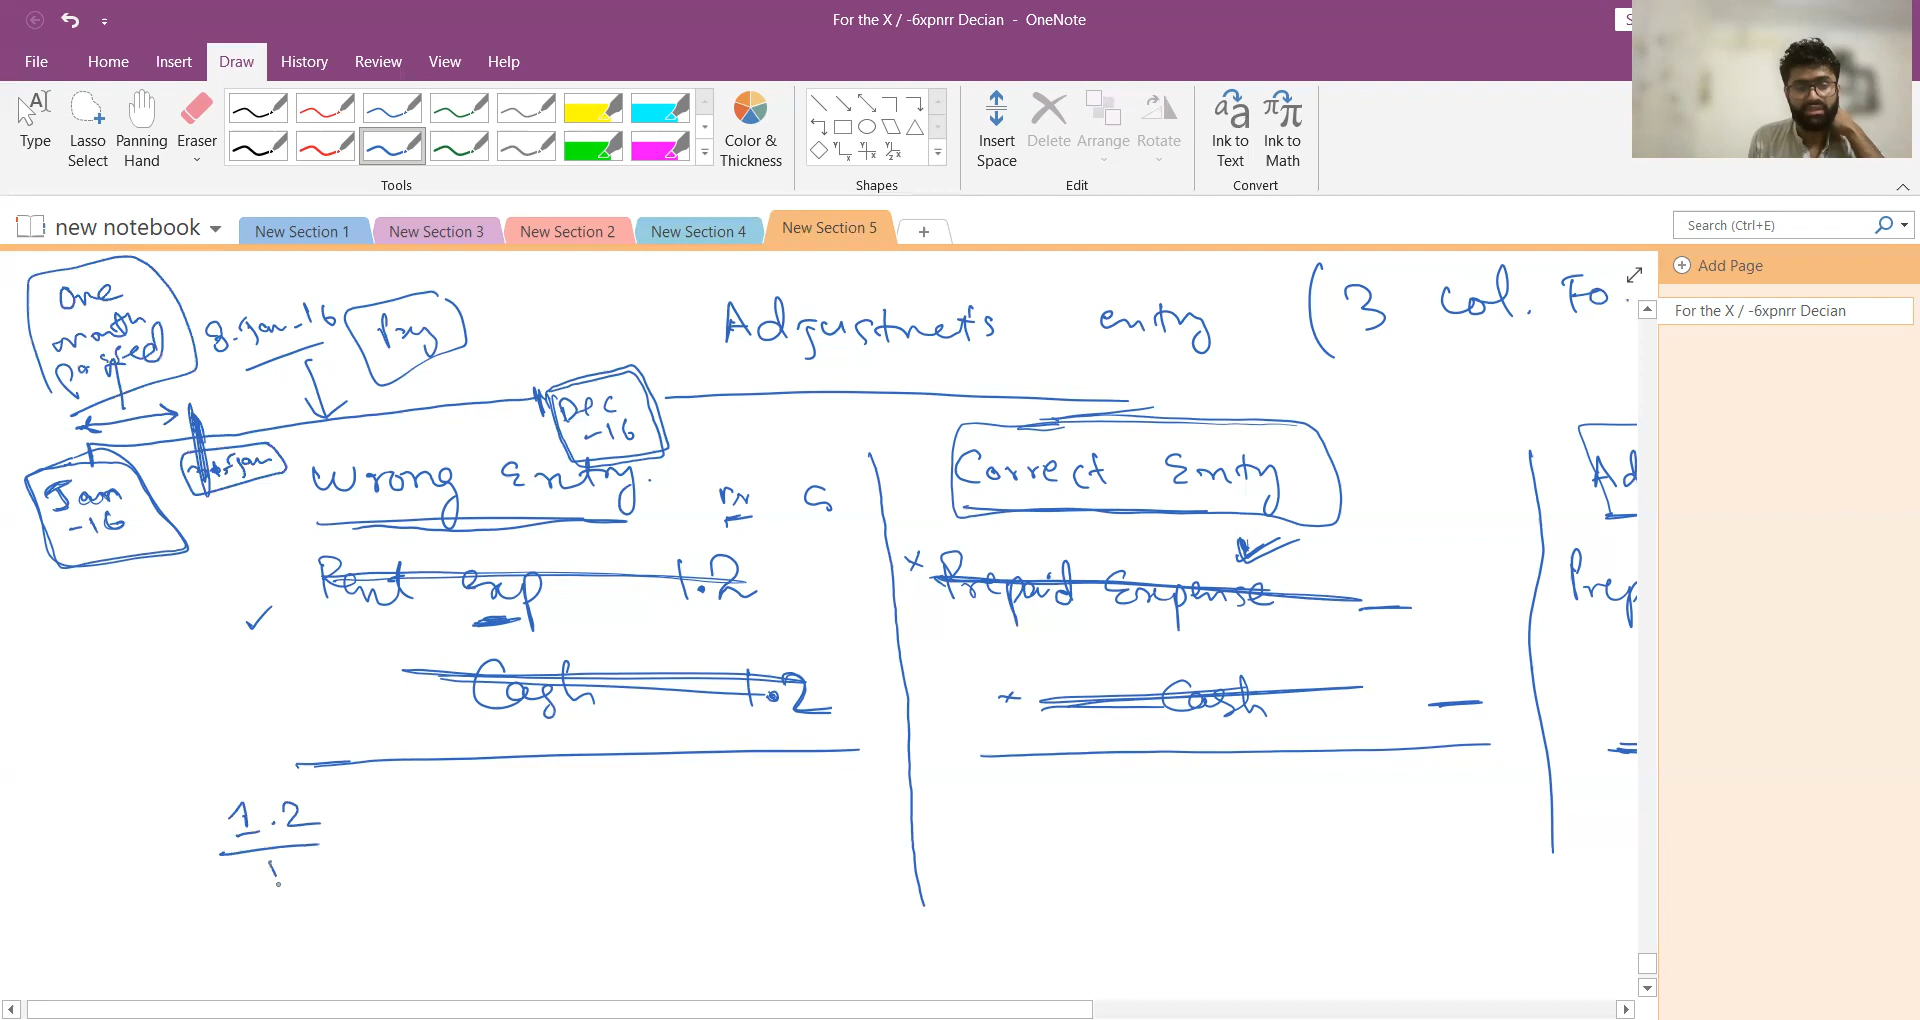 For the X / -6xpnrr Decian - OneNote
File Home Insert Draw History Review View Help
Type
Lasso Select
Panning Hand
Eraser
Color & Thickness
Insert Space
Delete
Arrange
Rotate
Ink to Text
Ink to Math
Tools Shapes Edit Convert
new notebook
New Section 1 New Section 3 New Section 2 New Section 4 New Section 5 +
Search (Ctrl+E)
Add Page
For the X / -6xpnrr Decian
One
month
passed
8-Jan-16
Pay
Adjustnets entry (3 col. Fo
Dec
-16
Jan
-16
Wrong Entry.
Correct Entry
Ad
Rent exp 1.2
Cash 1.2
Prepaid Expense
Cash
Prep
1.2